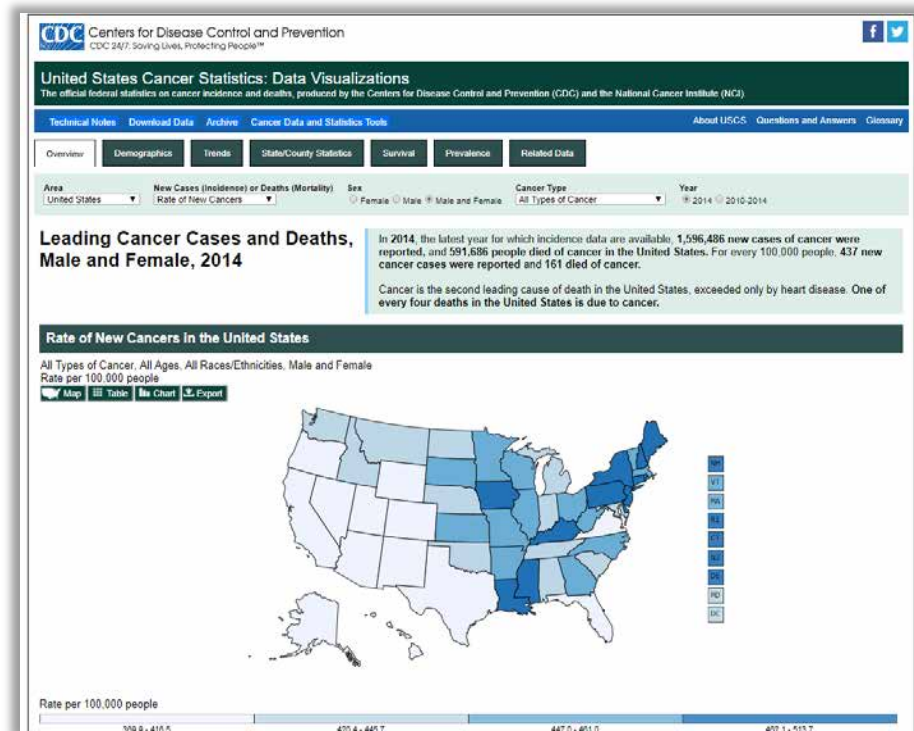 CDC Centers for Disease Control and Prevention
CDC 24/7. Saving Lives, Protecting People™
United States Cancer Statistics: Data Visualizations
The official federal statistics on cancer incidence and deaths, produced by the Centers for Disease Control and Prevention (CDC) and the National Cancer Institute (NCI)
Technical Notes Download Data Archive Cancer Data and Statistics Tools About USCS Questions and Answers Glossary
Overview Demographics Trends State/County Statistics Survival Prevalence Related Data
Area New Cases (Incidence) or Deaths (Mortality) Sex Cancer Type Year
United States Rate of New Cancers Female Male Male and Female All Types of Cancer 2014 2010-2014
Leading Cancer Cases and Deaths,
Male and Female, 2014
In 2014, the latest year for which incidence data are available, 1,596,486 new cases of cancer were
reported, and 591,686 people died of cancer in the United States. For every 100,000 people, 437 new
cancer cases were reported and 161 died of cancer.
Cancer is the second leading cause of death in the United States, exceeded only by heart disease. One of
every four deaths in the United States is due to cancer.
Rate of New Cancers in the United States
All Types of Cancer, All Ages, All Races/Ethnicities, Male and Female
Rate per 100,000 people
Map Table Chart Export
NH
VT
MA
RI
CT
NJ
DE
MD
DC
Rate per 100,000 people